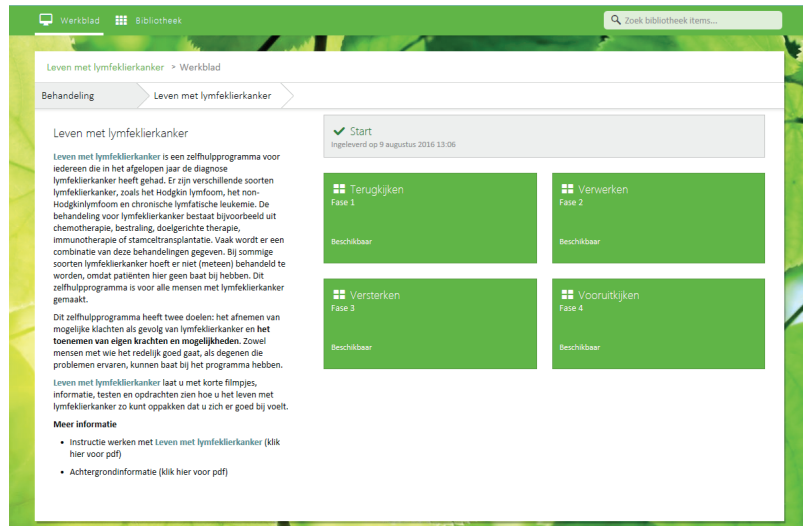 Werkblad Bibliotheek Zoek bibliotheek items...
Leven met lymfeklierkanker > Werkblad
Behandeling Leven met lymfeklierkanker
Leven met lymfeklierkanker
Leven met lymfeklierkanker is een zelfhulpprogramma voor
iedereen die in het afgelopen jaar de diagnose
lymfeklierkanker heeft gehad. Er zijn verschillende soorten
lymfeklierkanker, zoals het Hodgkin lymfoom, het non-
Hodgkinlymfoom en chronische lymfatische leukemie. De
behandeling voor lymfeklierkanker bestaat bijvoorbeeld uit
chemotherapie, bestraling, doelgerichte therapie,
immunotherapie of stamceltransplantatie. Vaak wordt er een
combinatie van deze behandelingen gegeven. Bij sommige
soorten lymfeklierkanker hoeft er niet (meteen) behandeld te
worden, omdat patiënten hier geen baat bij hebben. Dit
zelfhulpprogramma is voor alle mensen met lymfeklierkanker
gemaakt.
Dit zelfhulpprogramma heeft twee doelen: het afnemen van
mogelijke klachten als gevolg van lymfeklierkanker en het
toenemen van eigen krachten en mogelijkheden. Zowel
mensen met wie het redelijk goed gaat, als degenen die
problemen ervaren, kunnen baat bij het programma hebben.
Leven met lymfeklierkanker laat u met korte filmpjes,
informatie, testen en opdrachten zien hoe u het leven met
lymfeklierkanker zo kunt oppakken dat u zich er goed bij voelt.
Meer informatie
• Instructie werken met Leven met lymfeklierkanker (klik
hier voor pdf)
• Achtergrondinformatie (klik hier voor pdf)
Start
Ingeleverd op 9 augustus 2016 13:06
Terugkijken
Fase 1
Beschikbaar
Verwerken
Fase 2
Beschikbaar
Versterken
Fase 3
Beschikbaar
Vooruitkijken
Fase 4
Beschikbaar